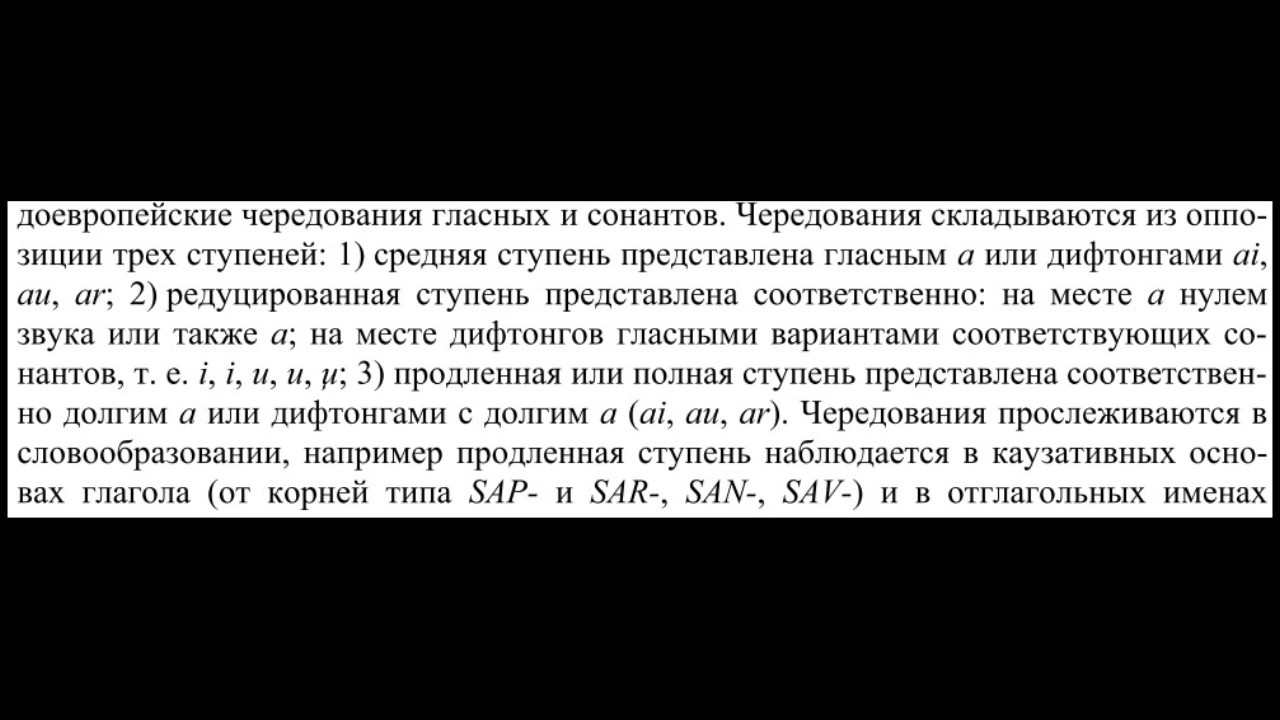 доевропейские чередования гласных и сонантов. Чередования складываются из оппо-
зиции трех ступеней: 1) средняя ступень представлена гласным a или дифтонгами ai,
au, ar; 2) редуцированная ступень представлена соответственно: на месте a нулем
звука или также a; на месте дифтонгов гласными вариантами соответствующих со-
нантов, т. е. i, i, u, u, ṵ; 3) продленная или полная ступень представлена соответствен-
но долгим a или дифтонгами с долгим a (ai, au, ar). Чередования прослеживаются в
словообразовании, например продленная ступень наблюдается в каузативных осно-
вах глагола (от корней типа SAP- и SAR-, SAN-, SAV-) и в отглагольных именах